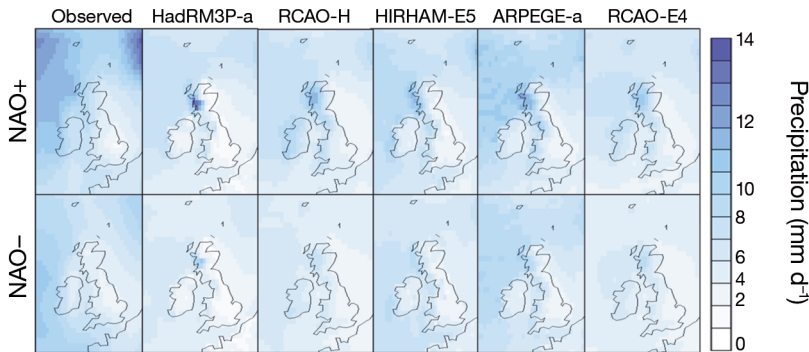 Observed HadRM3P-a RCAO-H HIRHAM-E5 ARPEGE-a RCAO-E4
NAO+
NAO−
14
12
10
8
6
4
2
0
Precipitation (mm d⁻¹)